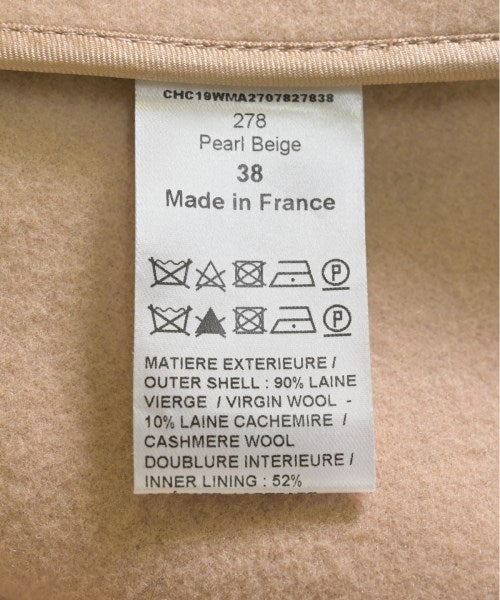 CHC19WMA2707827838
278
Pearl Beige
38
Made in France
P
P
MATIERE EXTERIEURE /
OUTER SHELL : 90% LAINE
VIERGE / VIRGIN WOOL -
10% LAINE CACHEMIRE /
CASHMERE WOOL
DOUBLURE INTERIEURE /
INNER LINING : 52%